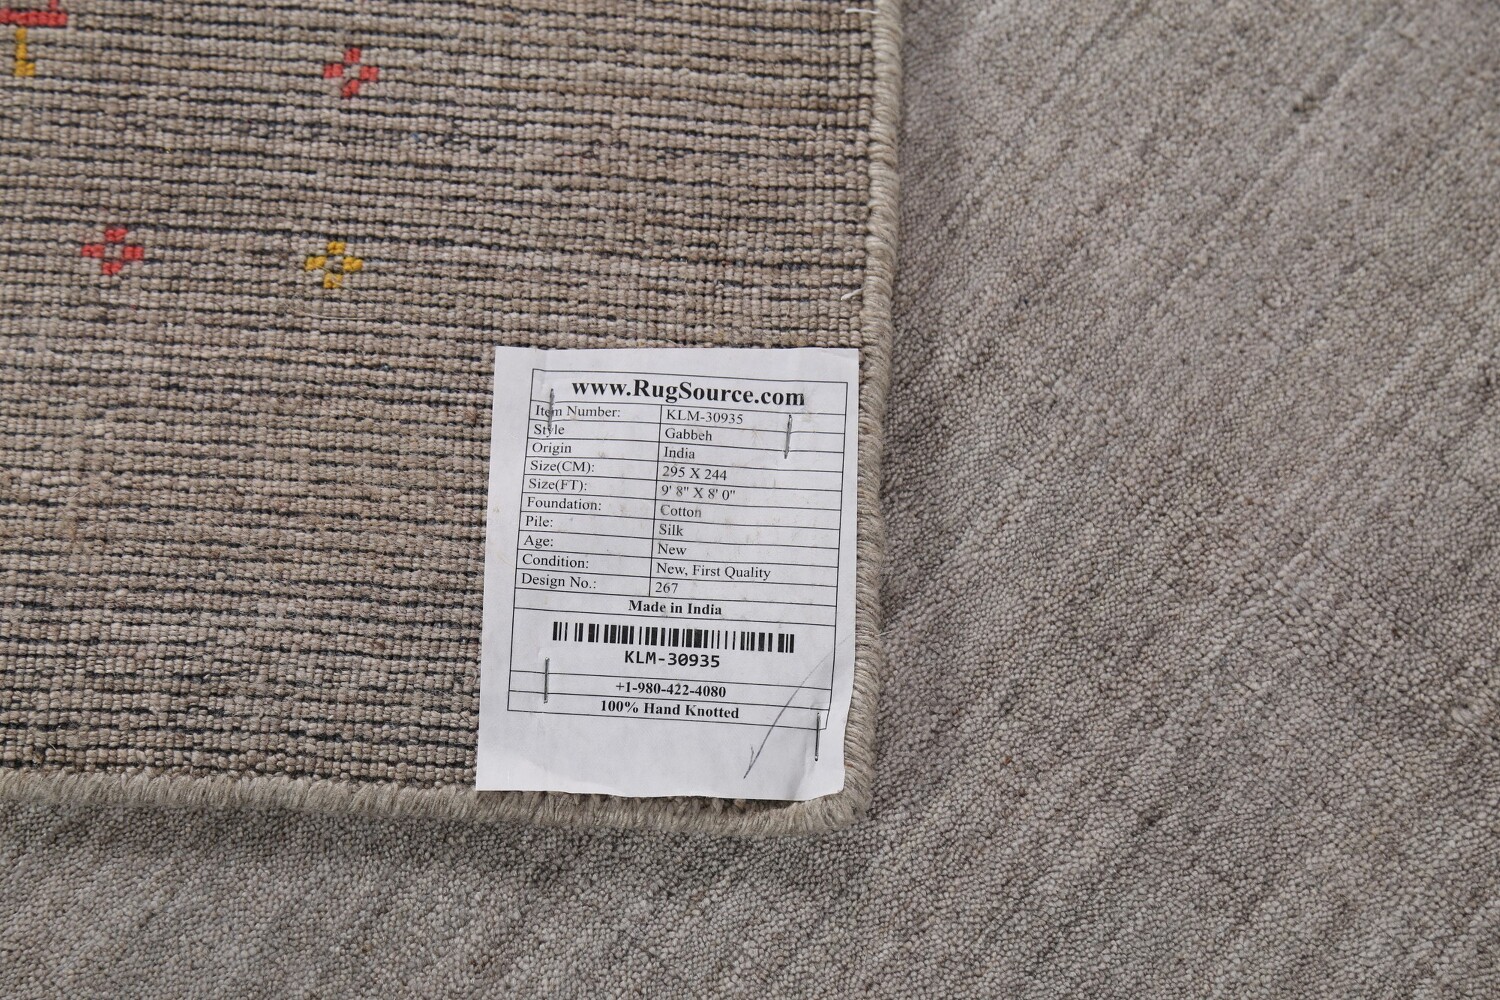 www.RugSource.com
Item Number: KLM-30935
Style Gabbeh
Origin India
Size(CM): 295 X 244
Size(FT): 9' 8" X 8' 0"
Foundation: Cotton
Pile: Silk
Age: New
Condition: New, First Quality
Design No.: 267
Made in India
KLM-30935
+1-980-422-4080
100% Hand Knotted